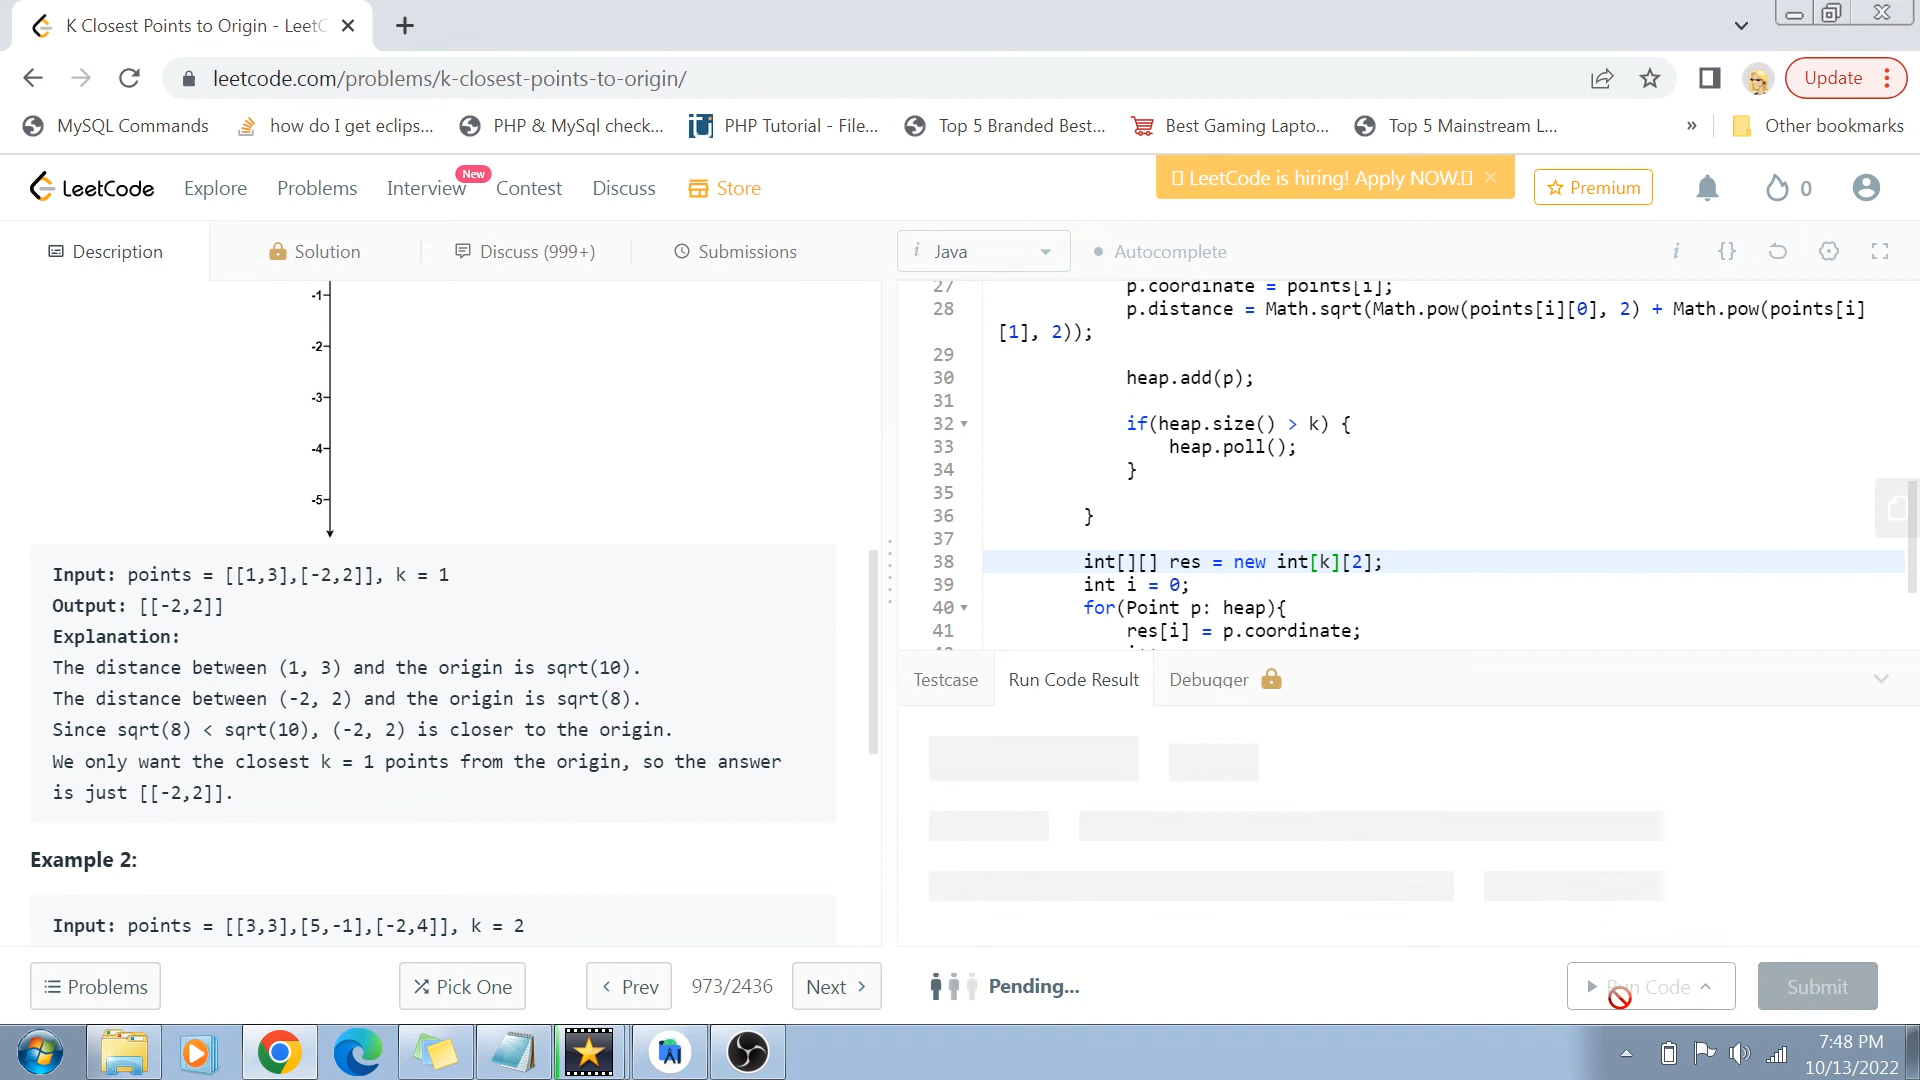 K Closest Points to Origin - LeetC
leetcode.com/problems/k-closest-points-to-origin/
Update
MySQL Commands
how do I get eclips...
PHP & MySql check...
PHP Tutorial - File...
Top 5 Branded Best...
Best Gaming Lapto...
Top 5 Mainstream L...
»
Other bookmarks
LeetCode
Explore
Problems
Interview
New
Contest
Discuss
Store
LeetCode is hiring! Apply NOW.
Premium
0
Description
Solution
Discuss (999+)
Submissions
i Java
Autocomplete
i {}
-1
-2
-3
-4
-5
Input: points = [[1,3],[-2,2]], k = 1
Output: [[-2,2]]
Explanation:
The distance between (1, 3) and the origin is sqrt(10).
The distance between (-2, 2) and the origin is sqrt(8).
Since sqrt(8) < sqrt(10), (-2, 2) is closer to the origin.
We only want the closest k = 1 points from the origin, so the answer
is just [[-2,2]].
Example 2:
Input: points = [[3,3],[5,-1],[-2,4]], k = 2
27 p.coordinate = points[i];
28 p.distance = Math.sqrt(Math.pow(points[i][0], 2) + Math.pow(points[i]
[1], 2));
29
30 heap.add(p);
31
32 if(heap.size() > k) {
33 heap.poll();
34 }
35
36 }
37
38 int[][] res = new int[k][2];
39 int i = 0;
40 for(Point p: heap){
41 res[i] = p.coordinate;
Testcase
Run Code Result
Debugger
Problems
Pick One
Prev
973/2436
Next
Pending...
Run Code
Submit
7:48 PM
10/13/2022